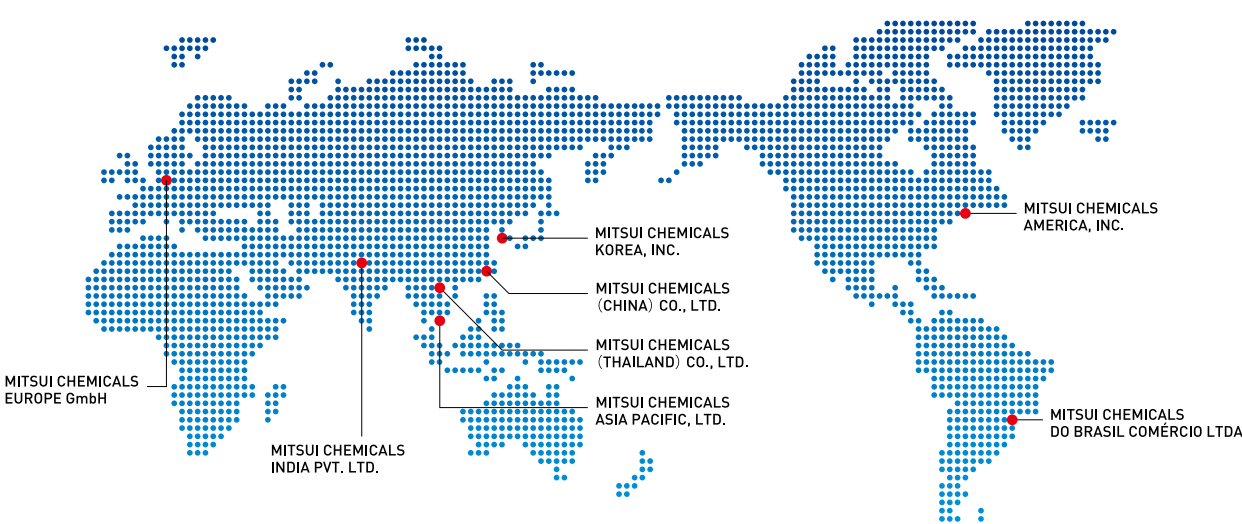 MITSUI CHEMICALS
EUROPE GmbH
MITSUI CHEMICALS
INDIA PVT. LTD.
MITSUI CHEMICALS
KOREA, INC.
MITSUI CHEMICALS
(CHINA) CO., LTD.
MITSUI CHEMICALS
(THAILAND) CO., LTD.
MITSUI CHEMICALS
ASIA PACIFIC, LTD.
MITSUI CHEMICALS
AMERICA, INC.
MITSUI CHEMICALS
DO BRASIL COMÉRCIO LTDA